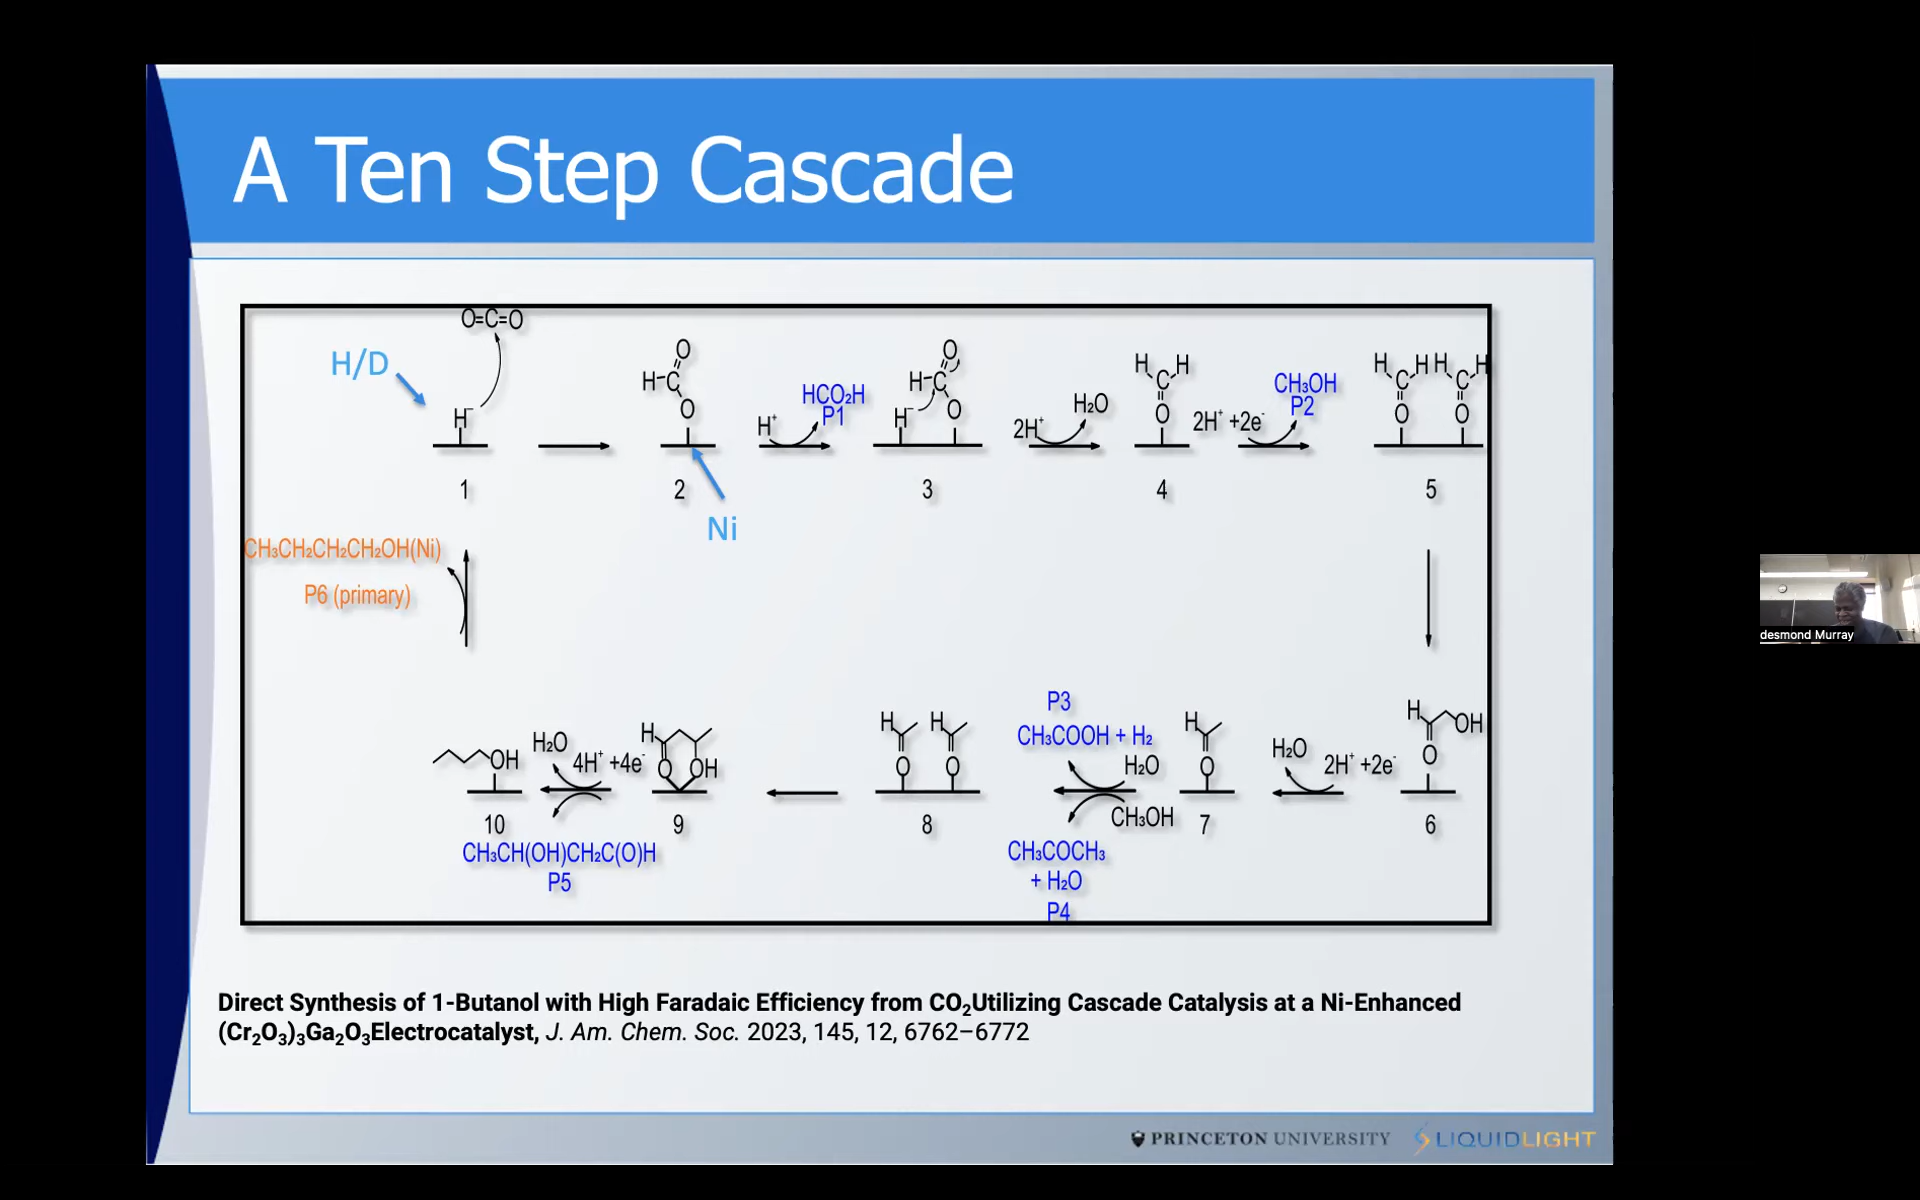 A Ten Step Cascade
O=C=O
H/D
H⁻
1
H
C
O
O
2
Ni
H⁺
HCO₂H
P1
O
H
C
H⁻
O
3
2H⁺
H₂O
H
H
C
O
4
2H⁺ +2e⁻
CH₃OH
P2
H
H
H
H
C
C
O
O
5
CH₃CH₂CH₂CH₂OH(Ni)
P6 (primary)
H
OH
O
6
H₂O
2H⁺ +2e⁻
H
O
7
P3
CH₃COOH + H₂
H₂O
CH₃OH
CH₃COCH₃
+ H₂O
P4
H
H
O
O
8
H
O
OH
9
H₂O
4H⁺ +4e⁻
CH₃CH(OH)CH₂C(O)H
P5
OH
10
Direct Synthesis of 1-Butanol with High Faradaic Efficiency from CO₂Utilizing Cascade Catalysis at a Ni-Enhanced
(Cr₂O₃)₃Ga₂O₃Electrocatalyst, J. Am. Chem. Soc. 2023, 145, 12, 6762–6772
PRINCETON UNIVERSITY
LIQUIDLIGHT
desmond Murray